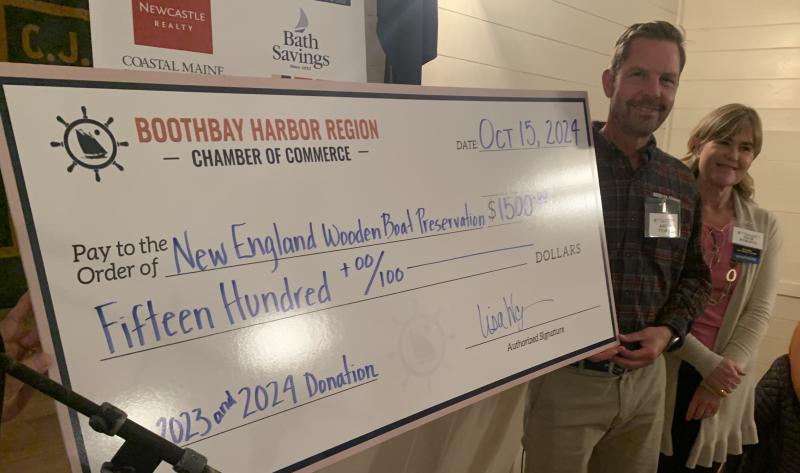 C.J.
NEWCASTLE
REALTY
COASTAL MAINE
Bath
Savings
BOOTHBAY HARBOR REGION
— CHAMBER OF COMMERCE —
DATE Oct 15, 2024
Pay to the
Order of New England Wooden Boat Preservation $1500.00
Fifteen Hundred + 00/100 DOLLARS
Authorized Signature
2023 and 2024 Donation